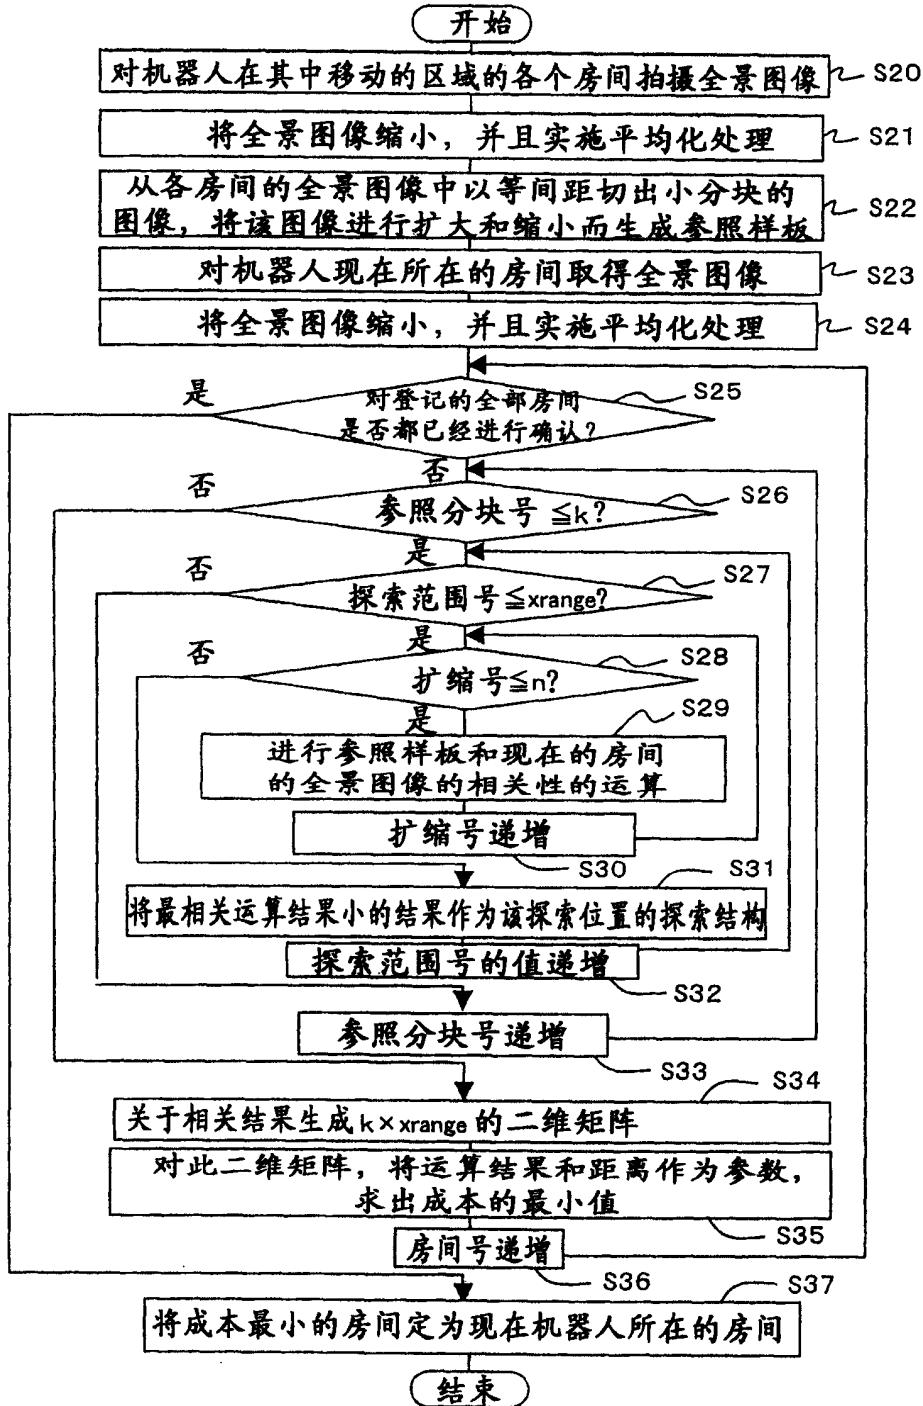 开始
对机器人在其中移动的区域的各个房间拍摄全景图像
S20
将全景图像缩小，并且实施平均化处理
S21
从各房间的全景图像中以等间距切出小分块的
图像，将该图像进行扩大和缩小而生成参照样板
S22
对机器人现在所在的房间取得全景图像
S23
将全景图像缩小，并且实施平均化处理
S24
是
对登记的全部房间
是否都已经进行确认？
S25
否
否
参照分块号≦k？
S26
是
否
探索范围号≦xrange？
S27
是
否
扩缩号≦n？
S28
是
S29
进行参照样板和现在的房间
的全景图像的相关性的运算
扩缩号递增
S30
S31
将最相关运算结果小的结果作为该探索位置的探索结构
探索范围号的值递增
S32
参照分块号递增
S33
S34
关于相关结果生成k×xrange的二维矩阵
对此二维矩阵，将运算结果和距离作为参数，
求出成本的最小值
S35
房间号递增
S36
S37
将成本最小的房间定为现在机器人所在的房间
结束